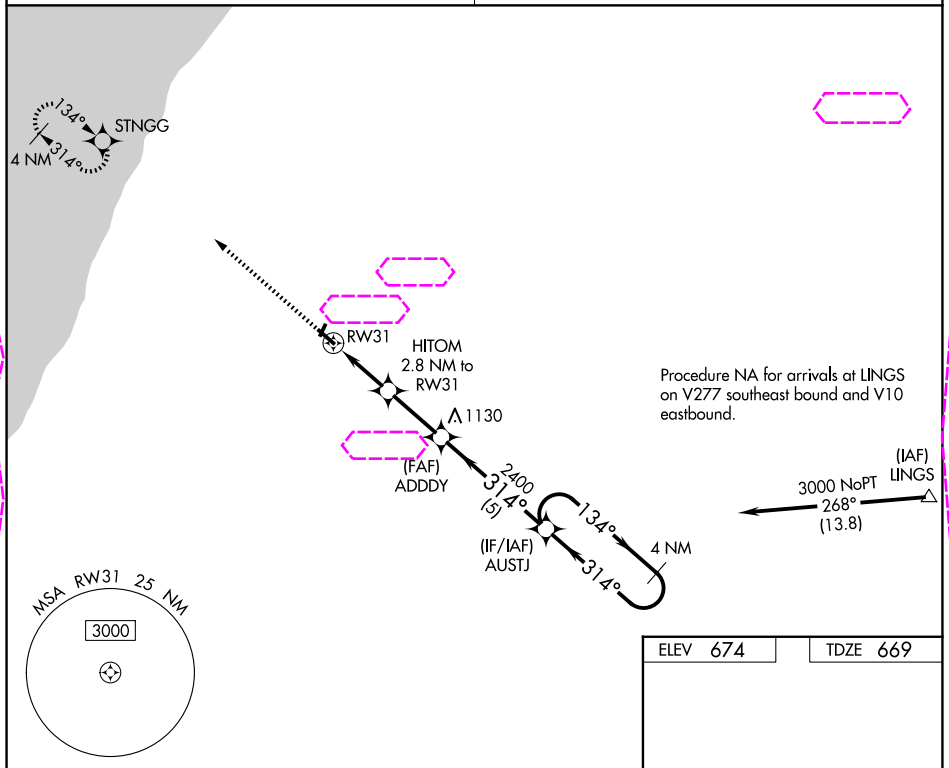 134°
STNGG
4 NM
314°
RW31
HITOM
2.8 NM to
RW31
Procedure NA for arrivals at LINGS
on V277 southeast bound and V10
eastbound.
1130
(FAF)
ADDDY
(IAF)
LINGS
2400
314°
(5)
3000 NoPT
268°
(13.8)
134°
(IF/IAF)
AUSTJ
4 NM
314°
MSA RW31 25 NM
3000
ELEV 674
TDZE 669